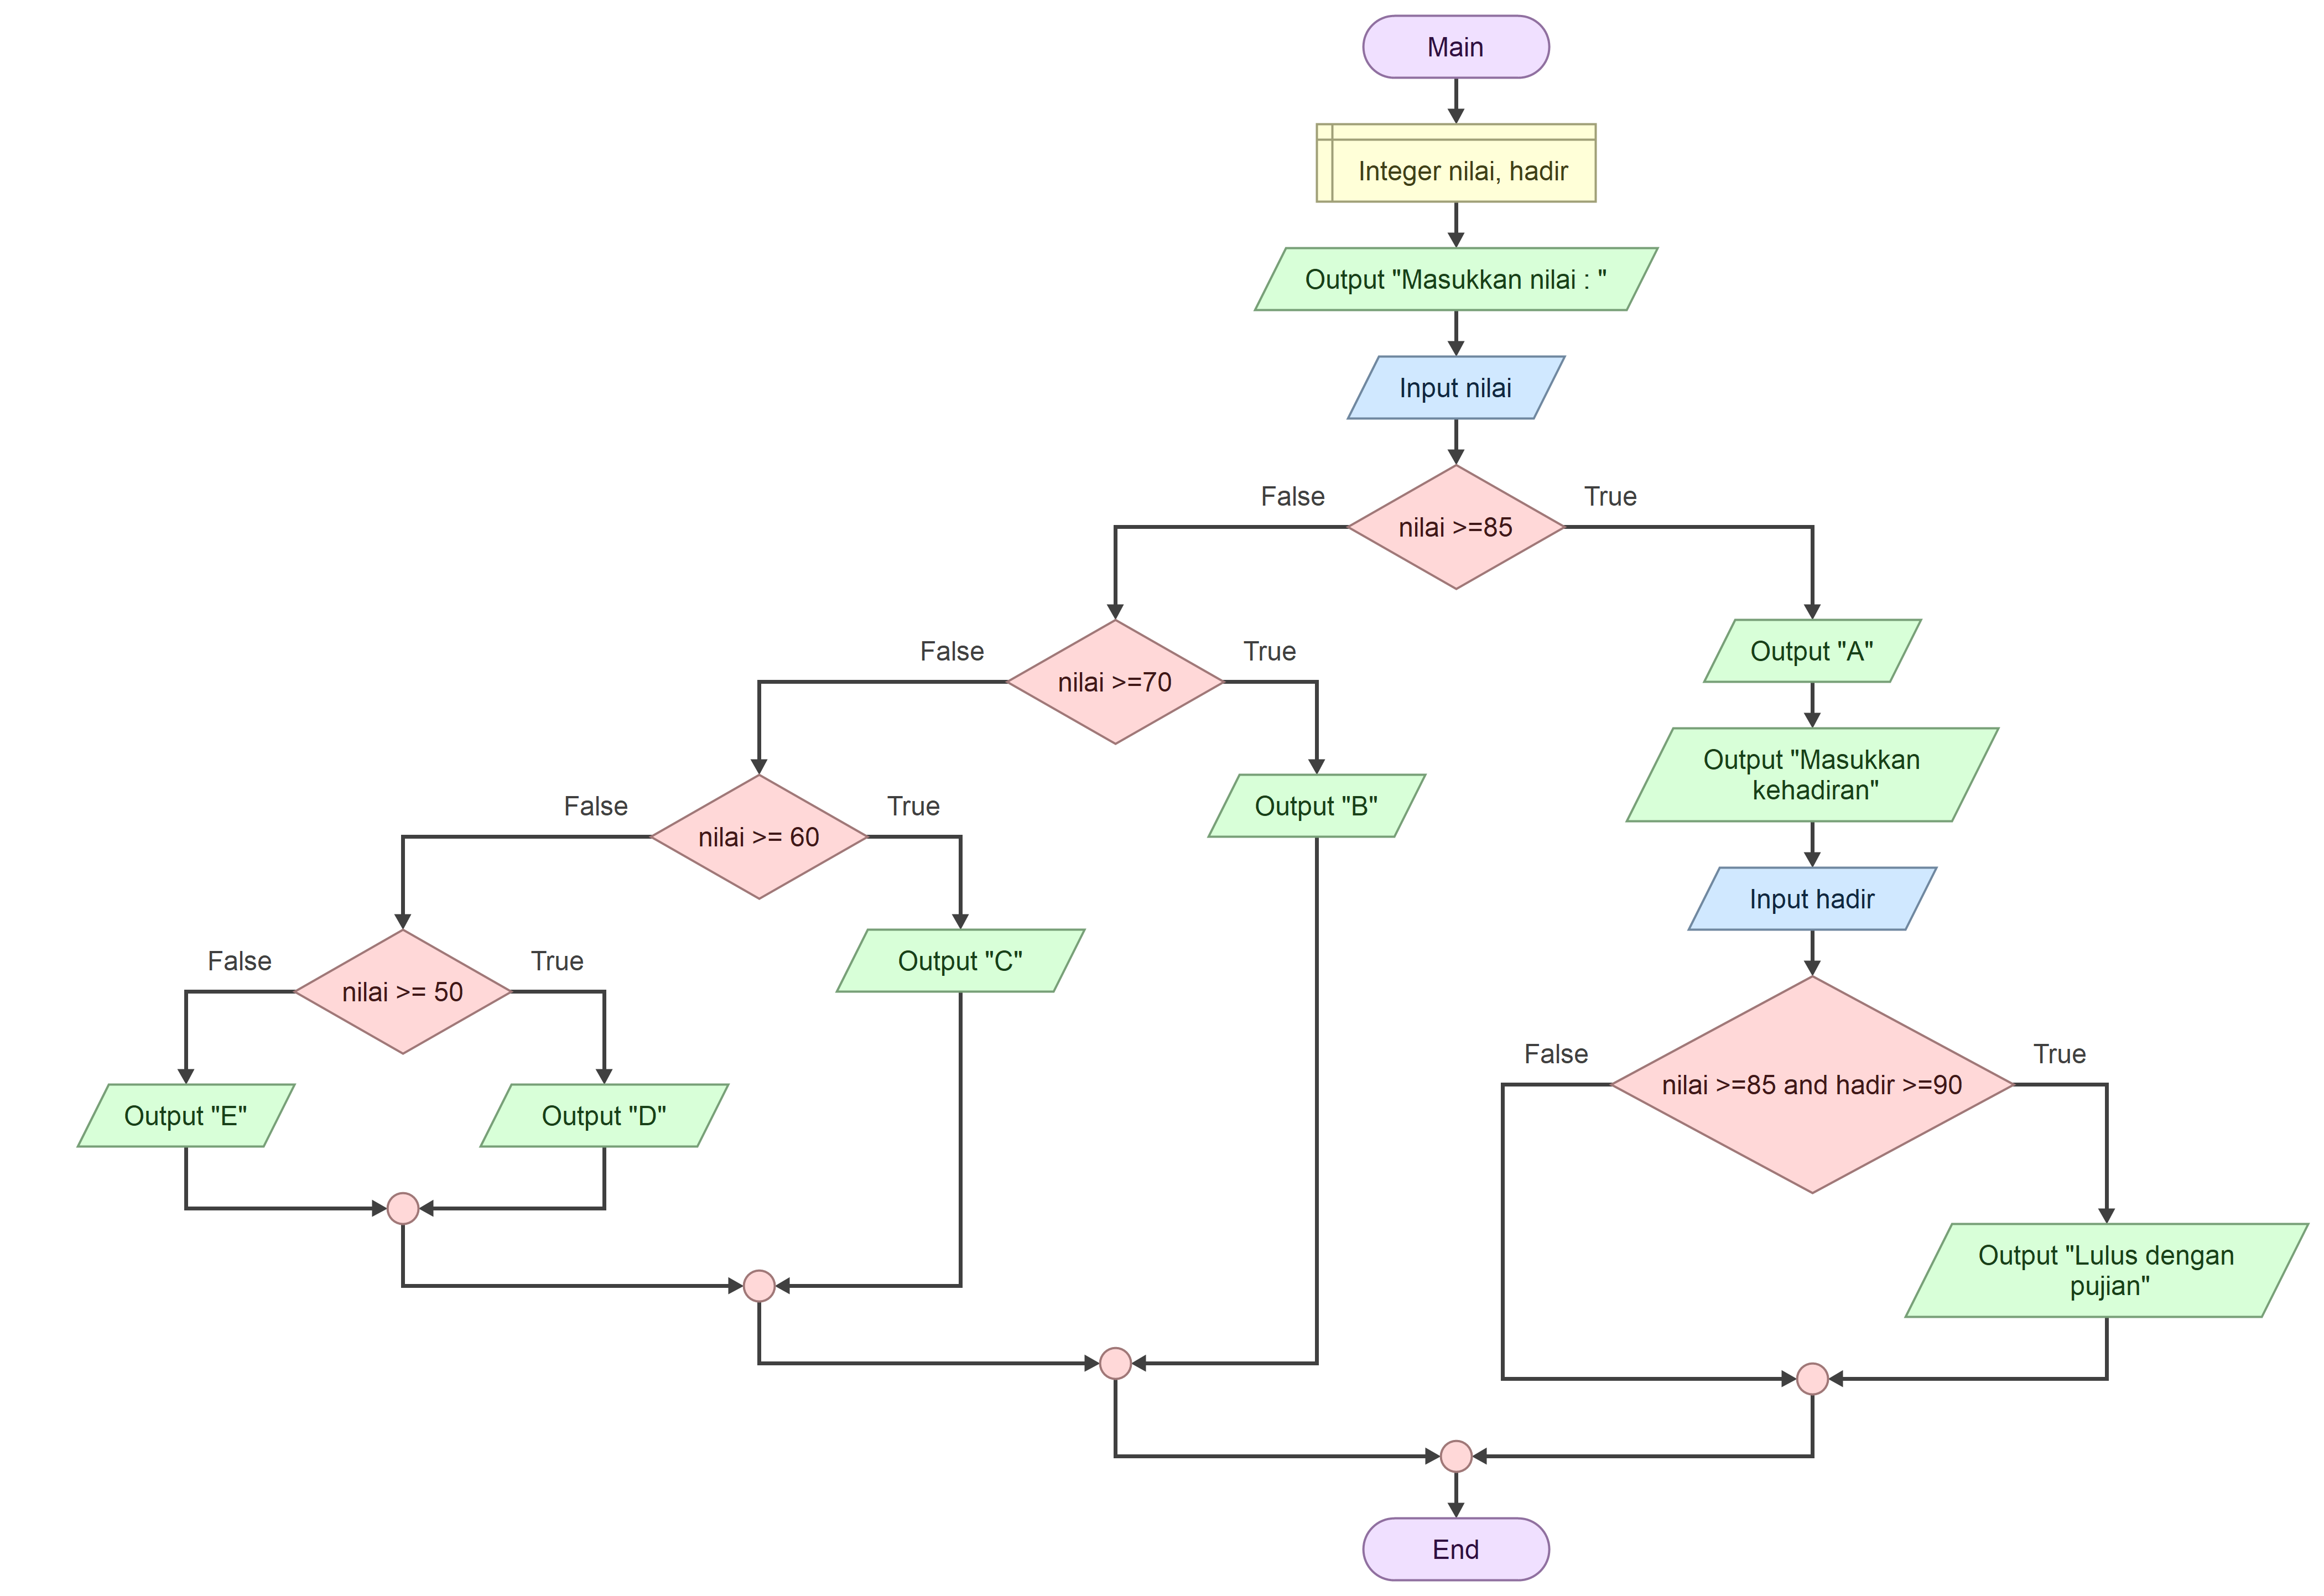 Main
Integer nilai, hadir
Output "Masukkan nilai : "
Input nilai
False
True
nilai >=85
False
True
nilai >=70
Output "A"
Output "Masukkan
kehadiran"
False
True
nilai >= 60
Output "B"
Input hadir
False
True
nilai >= 50
Output "C"
False
True
nilai >=85 and hadir >=90
Output "E"
Output "D"
Output "Lulus dengan
pujian"
End